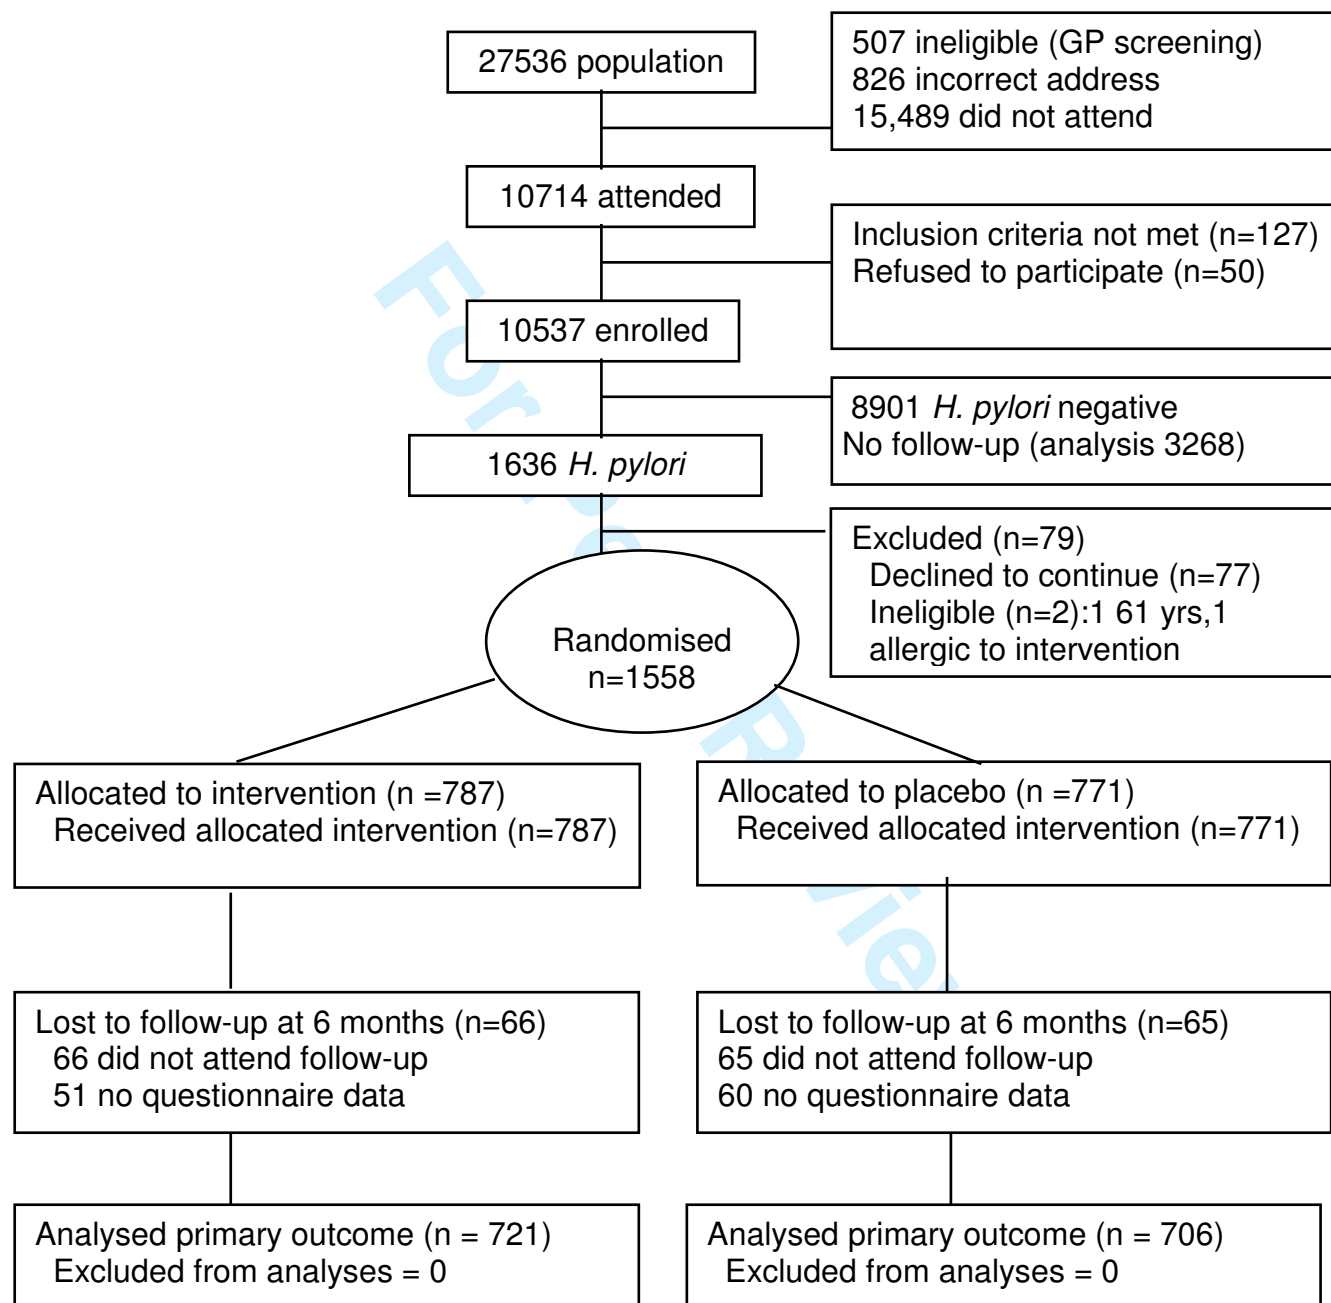 27536 population
507 ineligible (GP screening)
826 incorrect address
15,489 did not attend
10714 attended
Inclusion criteria not met (n=127)
Refused to participate (n=50)
10537 enrolled
8901 H. pylori negative
No follow-up (analysis 3268)
1636 H. pylori
Excluded (n=79)
Declined to continue (n=77)
Ineligible (n=2):1 61 yrs,1
allergic to intervention
Randomised
n=1558
Allocated to intervention (n =787)
Received allocated intervention (n=787)
Allocated to placebo (n =771)
Received allocated intervention (n=771)
Lost to follow-up at 6 months (n=66)
66 did not attend follow-up
51 no questionnaire data
Lost to follow-up at 6 months (n=65)
65 did not attend follow-up
60 no questionnaire data
Analysed primary outcome (n = 721)
Excluded from analyses = 0
Analysed primary outcome (n = 706)
Excluded from analyses = 0